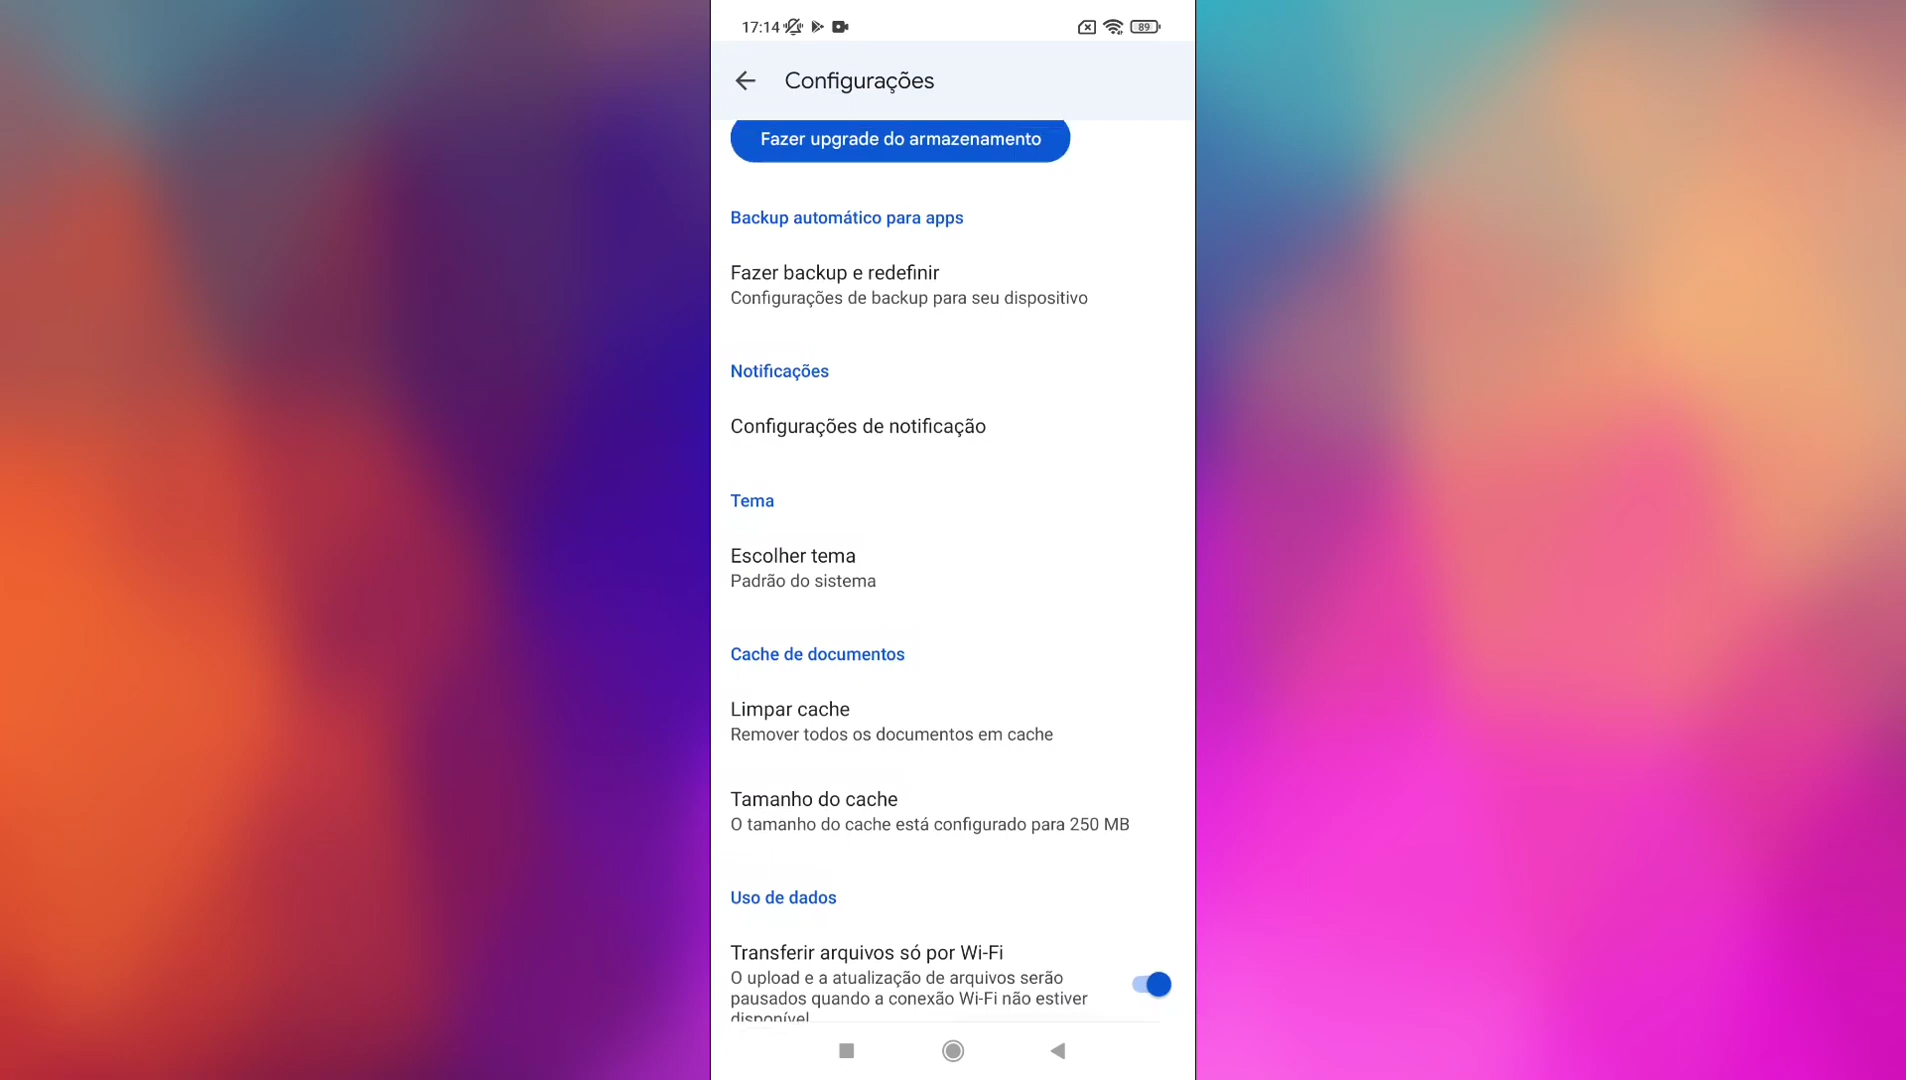 17:14
89
Configurações
Fazer upgrade do armazenamento
Backup automático para apps
Fazer backup e redefinir
Configurações de backup para seu dispositivo
Notificações
Configurações de notificação
Tema
Escolher tema
Padrão do sistema
Cache de documentos
Limpar cache
Remover todos os documentos em cache
Tamanho do cache
O tamanho do cache está configurado para 250 MB
Uso de dados
Transferir arquivos só por Wi-Fi
O upload e a atualização de arquivos serão
pausados quando a conexão Wi-Fi não estiver
disponível